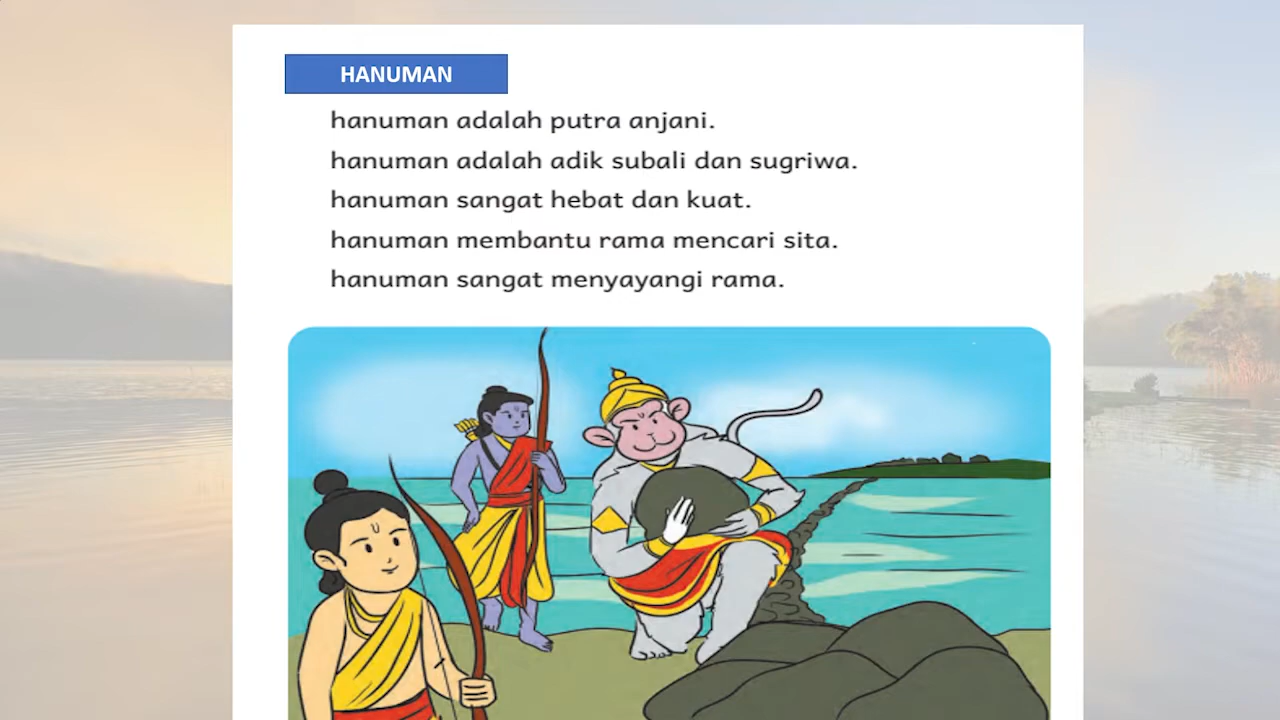 HANUMAN
hanuman adalah putra anjani.
hanuman adalah adik subali dan sugriwa.
hanuman sangat hebat dan kuat.
hanuman membantu rama mencari sita.
hanuman sangat menyayangi rama.